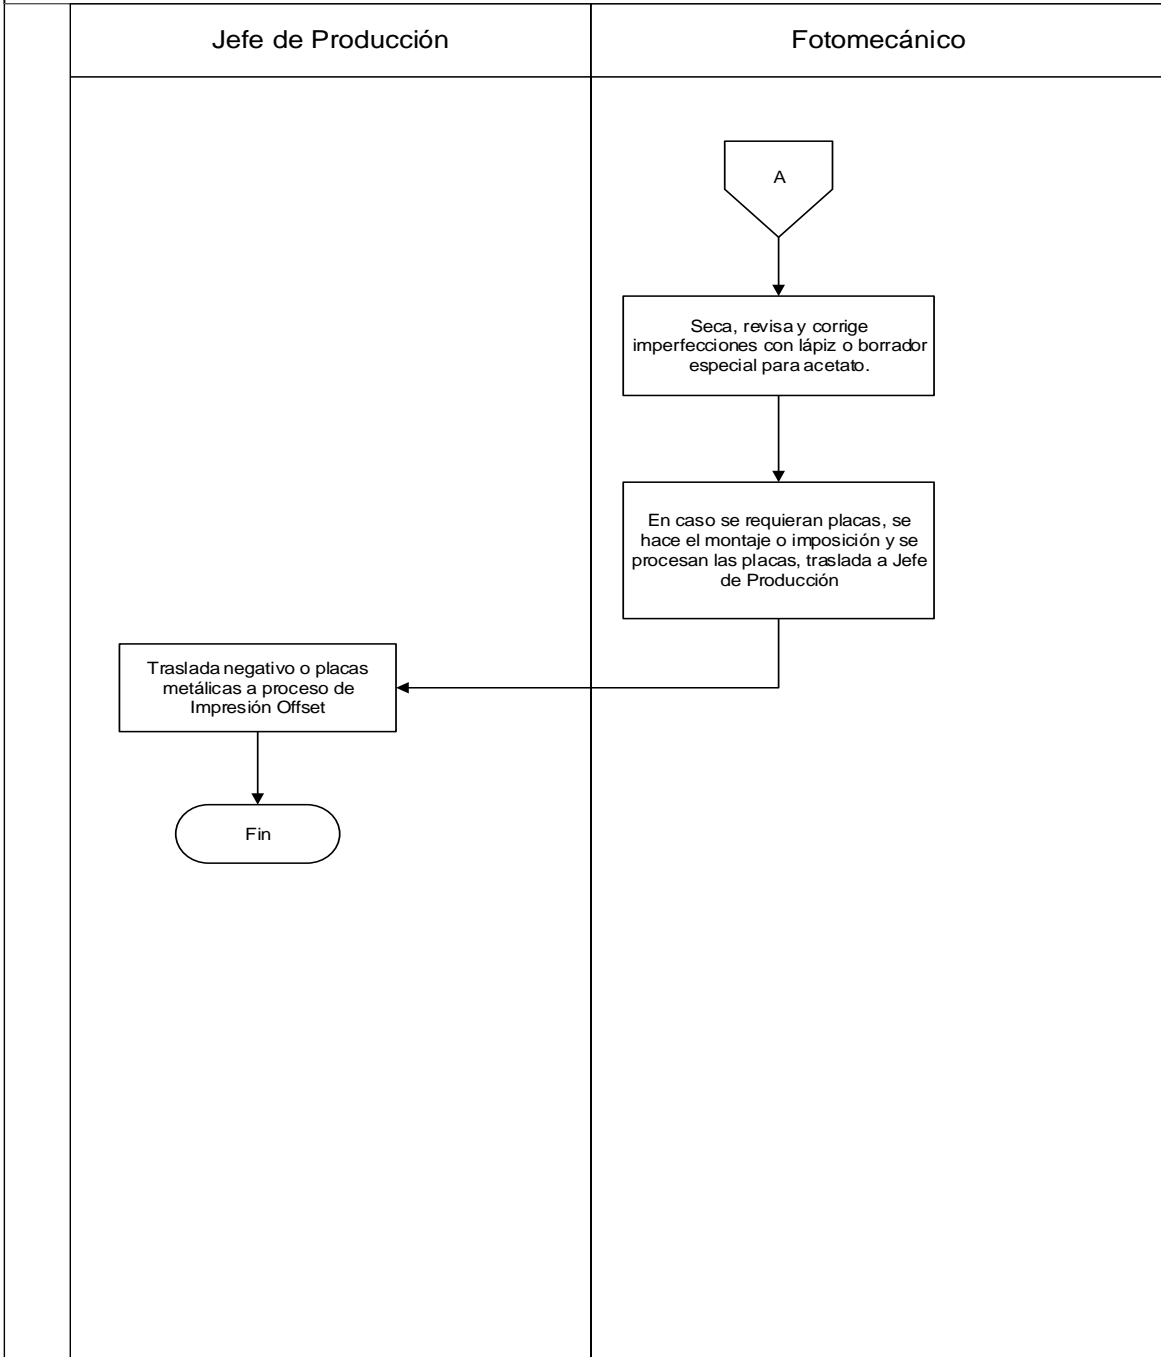 Jefe de Producción
Fotomecánico
A
Seca, revisa y corrige
imperfecciones con lápiz o borrador
especial para acetato.
En caso se requieran placas, se
hace el montaje o imposición y se
procesan las placas, traslada a Jefe
de Producción
Traslada negativo o placas
metálicas a proceso de
Impresión Offset
Fin